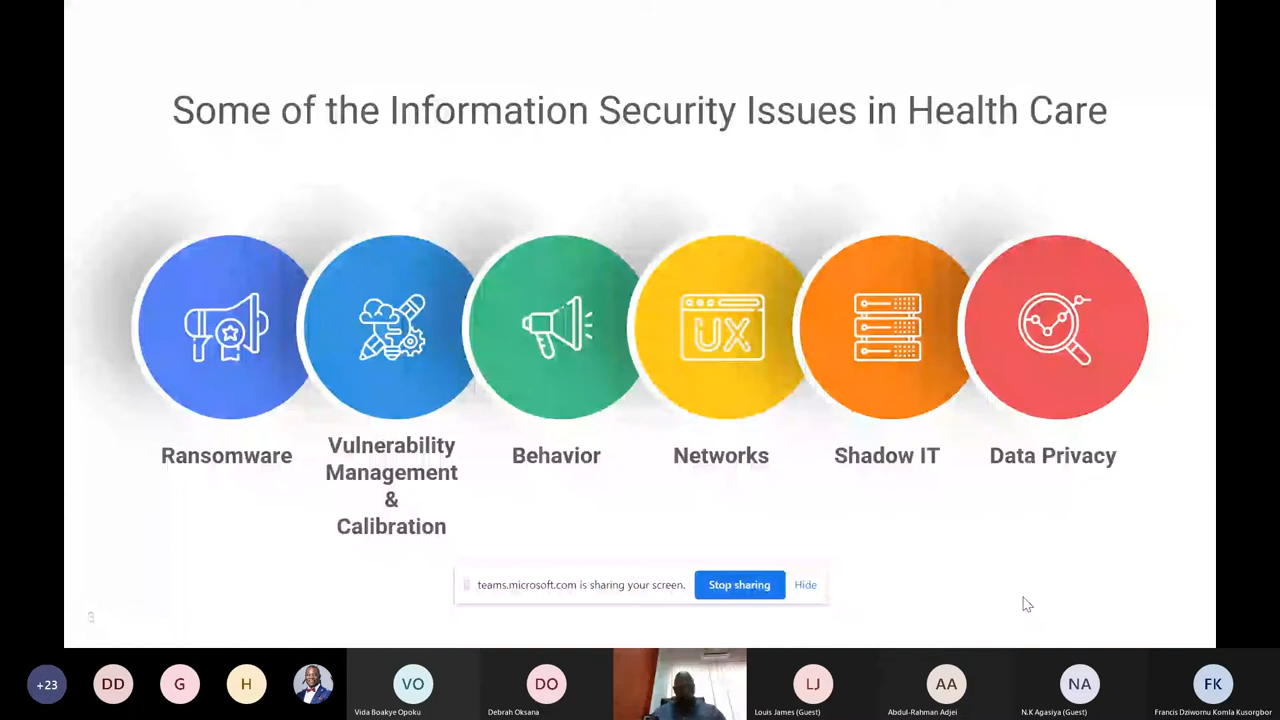 Some of the Information Security Issues in Health Care
UX
Ransomware
Vulnerability
Management
&
Calibration
Behavior
Networks
Shadow IT
Data Privacy
teams.microsoft.com is sharing your screen.
Stop sharing
Hide
3
+23
DD
G
H
VO
Vida Boakye Opoku
DO
Debrah Oksana
LJ
Louis James (Guest)
AA
Abdul-Rahman Adjei
NA
N.K Agasiya (Guest)
FK
Francis Dziwonu Komla Kusorgbor